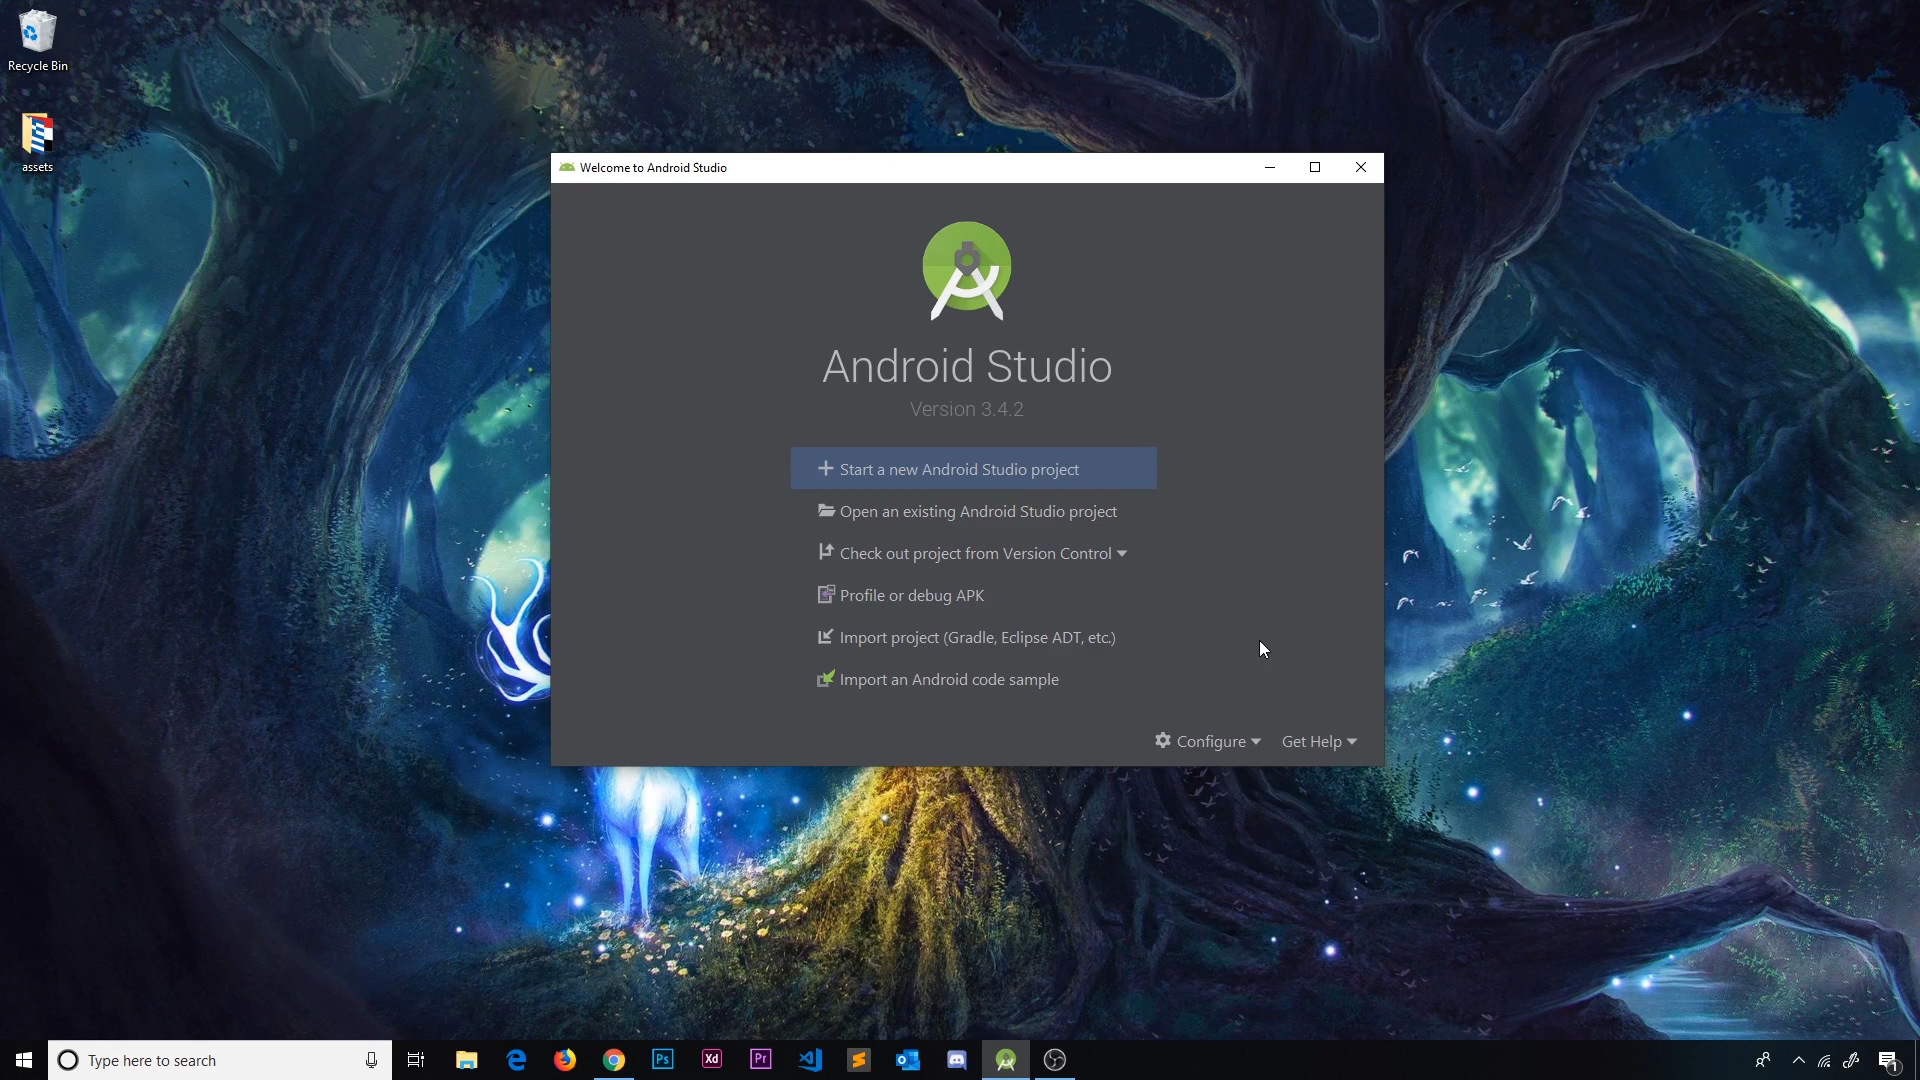 Recycle Bin
assets
Welcome to Android Studio
Android Studio
Version 3.4.2
Start a new Android Studio project
Open an existing Android Studio project
Check out project from Version Control
Profile or debug APK
Import project (Gradle, Eclipse ADT, etc.)
Import an Android code sample
Configure
Get Help
Type here to search
Ps
Xd
Pr
1